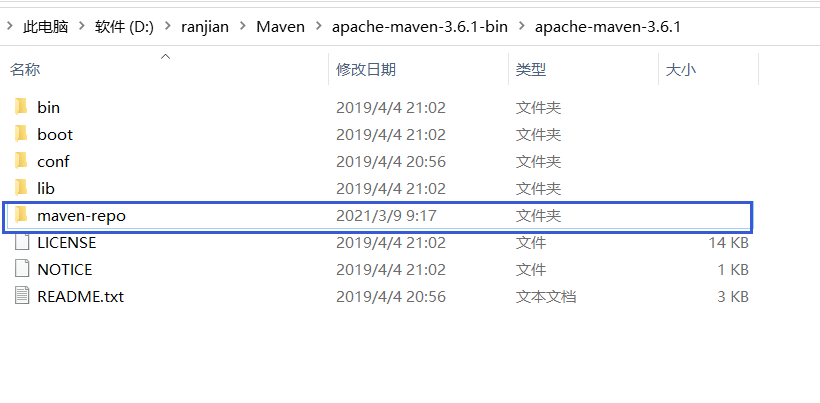 此电脑 > 软件 (D:) > ranjian > Maven > apache-maven-3.6.1-bin > apache-maven-3.6.1
名称 修改日期 类型 大小
bin 2019/4/4 21:02 文件夹
boot 2019/4/4 21:02 文件夹
conf 2019/4/4 20:56 文件夹
lib 2019/4/4 21:02 文件夹
maven-repo 2021/3/9 9:17 文件夹
LICENSE 2019/4/4 21:02 文件 14 KB
NOTICE 2019/4/4 21:02 文件 1 KB
README.txt 2019/4/4 20:56 文本文档 3 KB